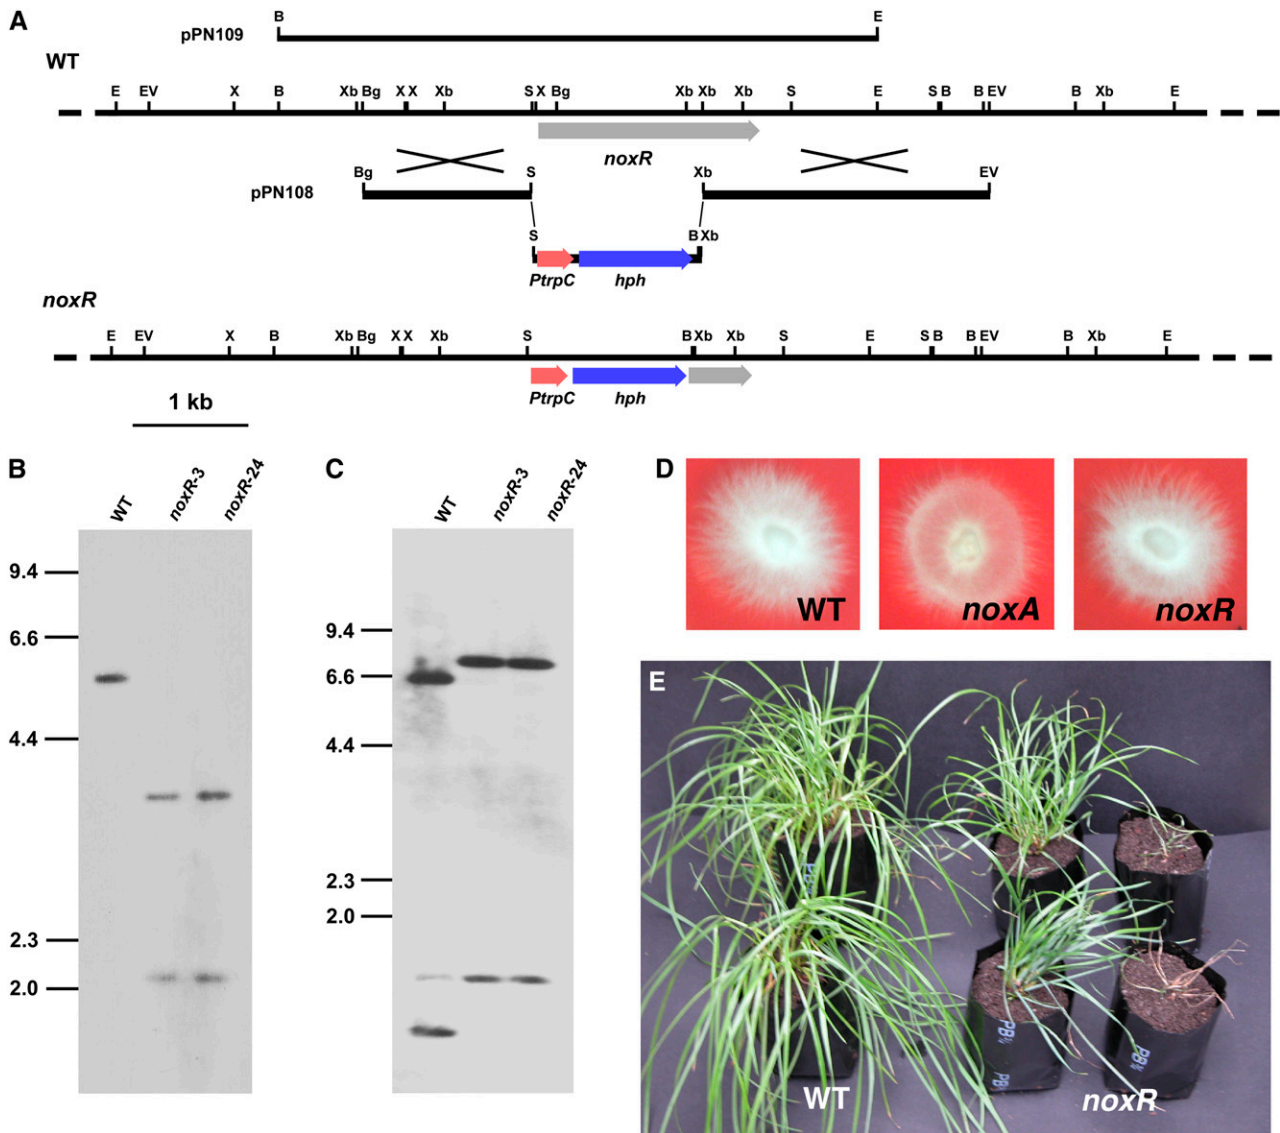 A
B E
pPN109
WT
E EV X B Xb Bg X X Xb S X Bg Xb Xb Xb S E S B B EV B Xb E
noxR
Bg S Xb EV
pPN108
S B Xb
PtrpC hph
noxR
E EV X B Xb Bg X X Xb S B Xb Xb S E S B B EV B Xb E
PtrpC hph
1 kb
B
WT noxR-3 noxR-24
9.4
6.6
4.4
2.3
2.0
C
WT noxR-3 noxR-24
9.4
6.6
4.4
2.3
2.0
D
WT noxA noxR
E
WT noxR